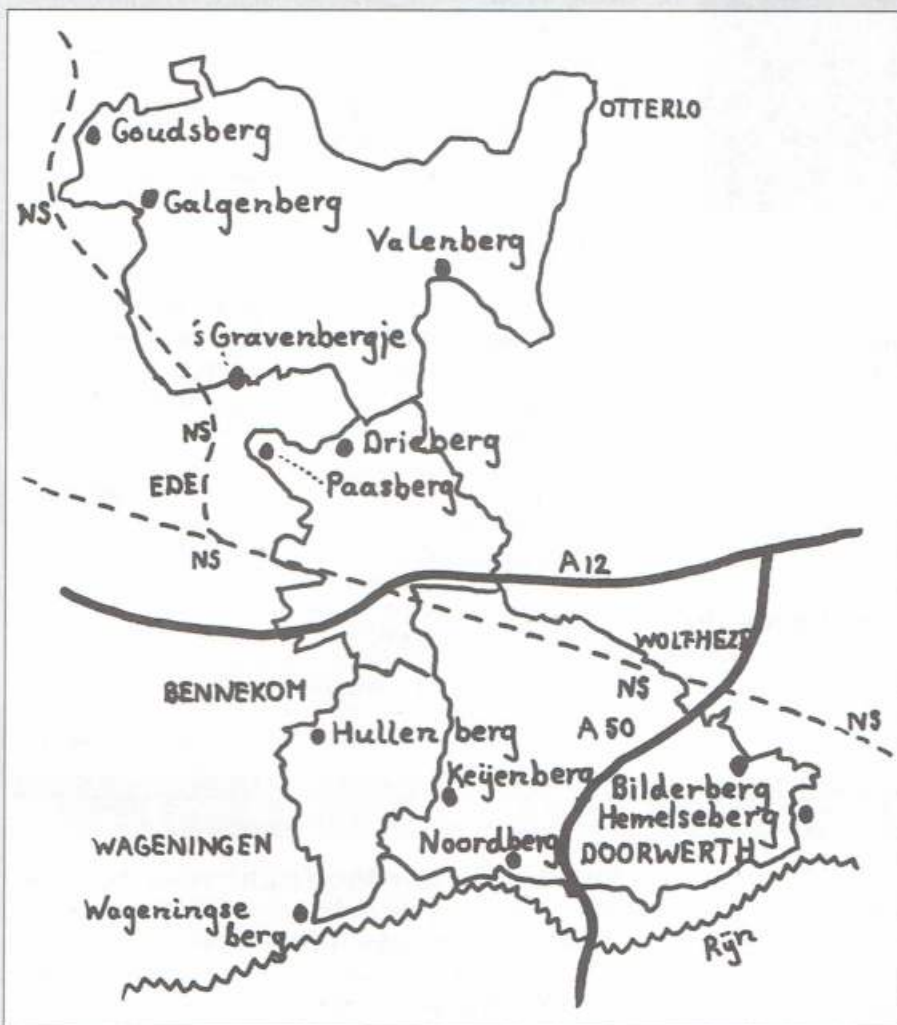 OTTERLO
Goudsberg
Galgenberg
NS
Valenberg
's Gravenbergje
NS
Drieberg
EDE
Paasberg
NS
A12
WOLFHEZE
BENNEKOM
NS
NS
Hullenberg
A50
Keijenberg
Bilderberg
Hemelseberg
WAGENINGEN
Noordberg
DOORWERTH
Wageningse
berg
Rijn